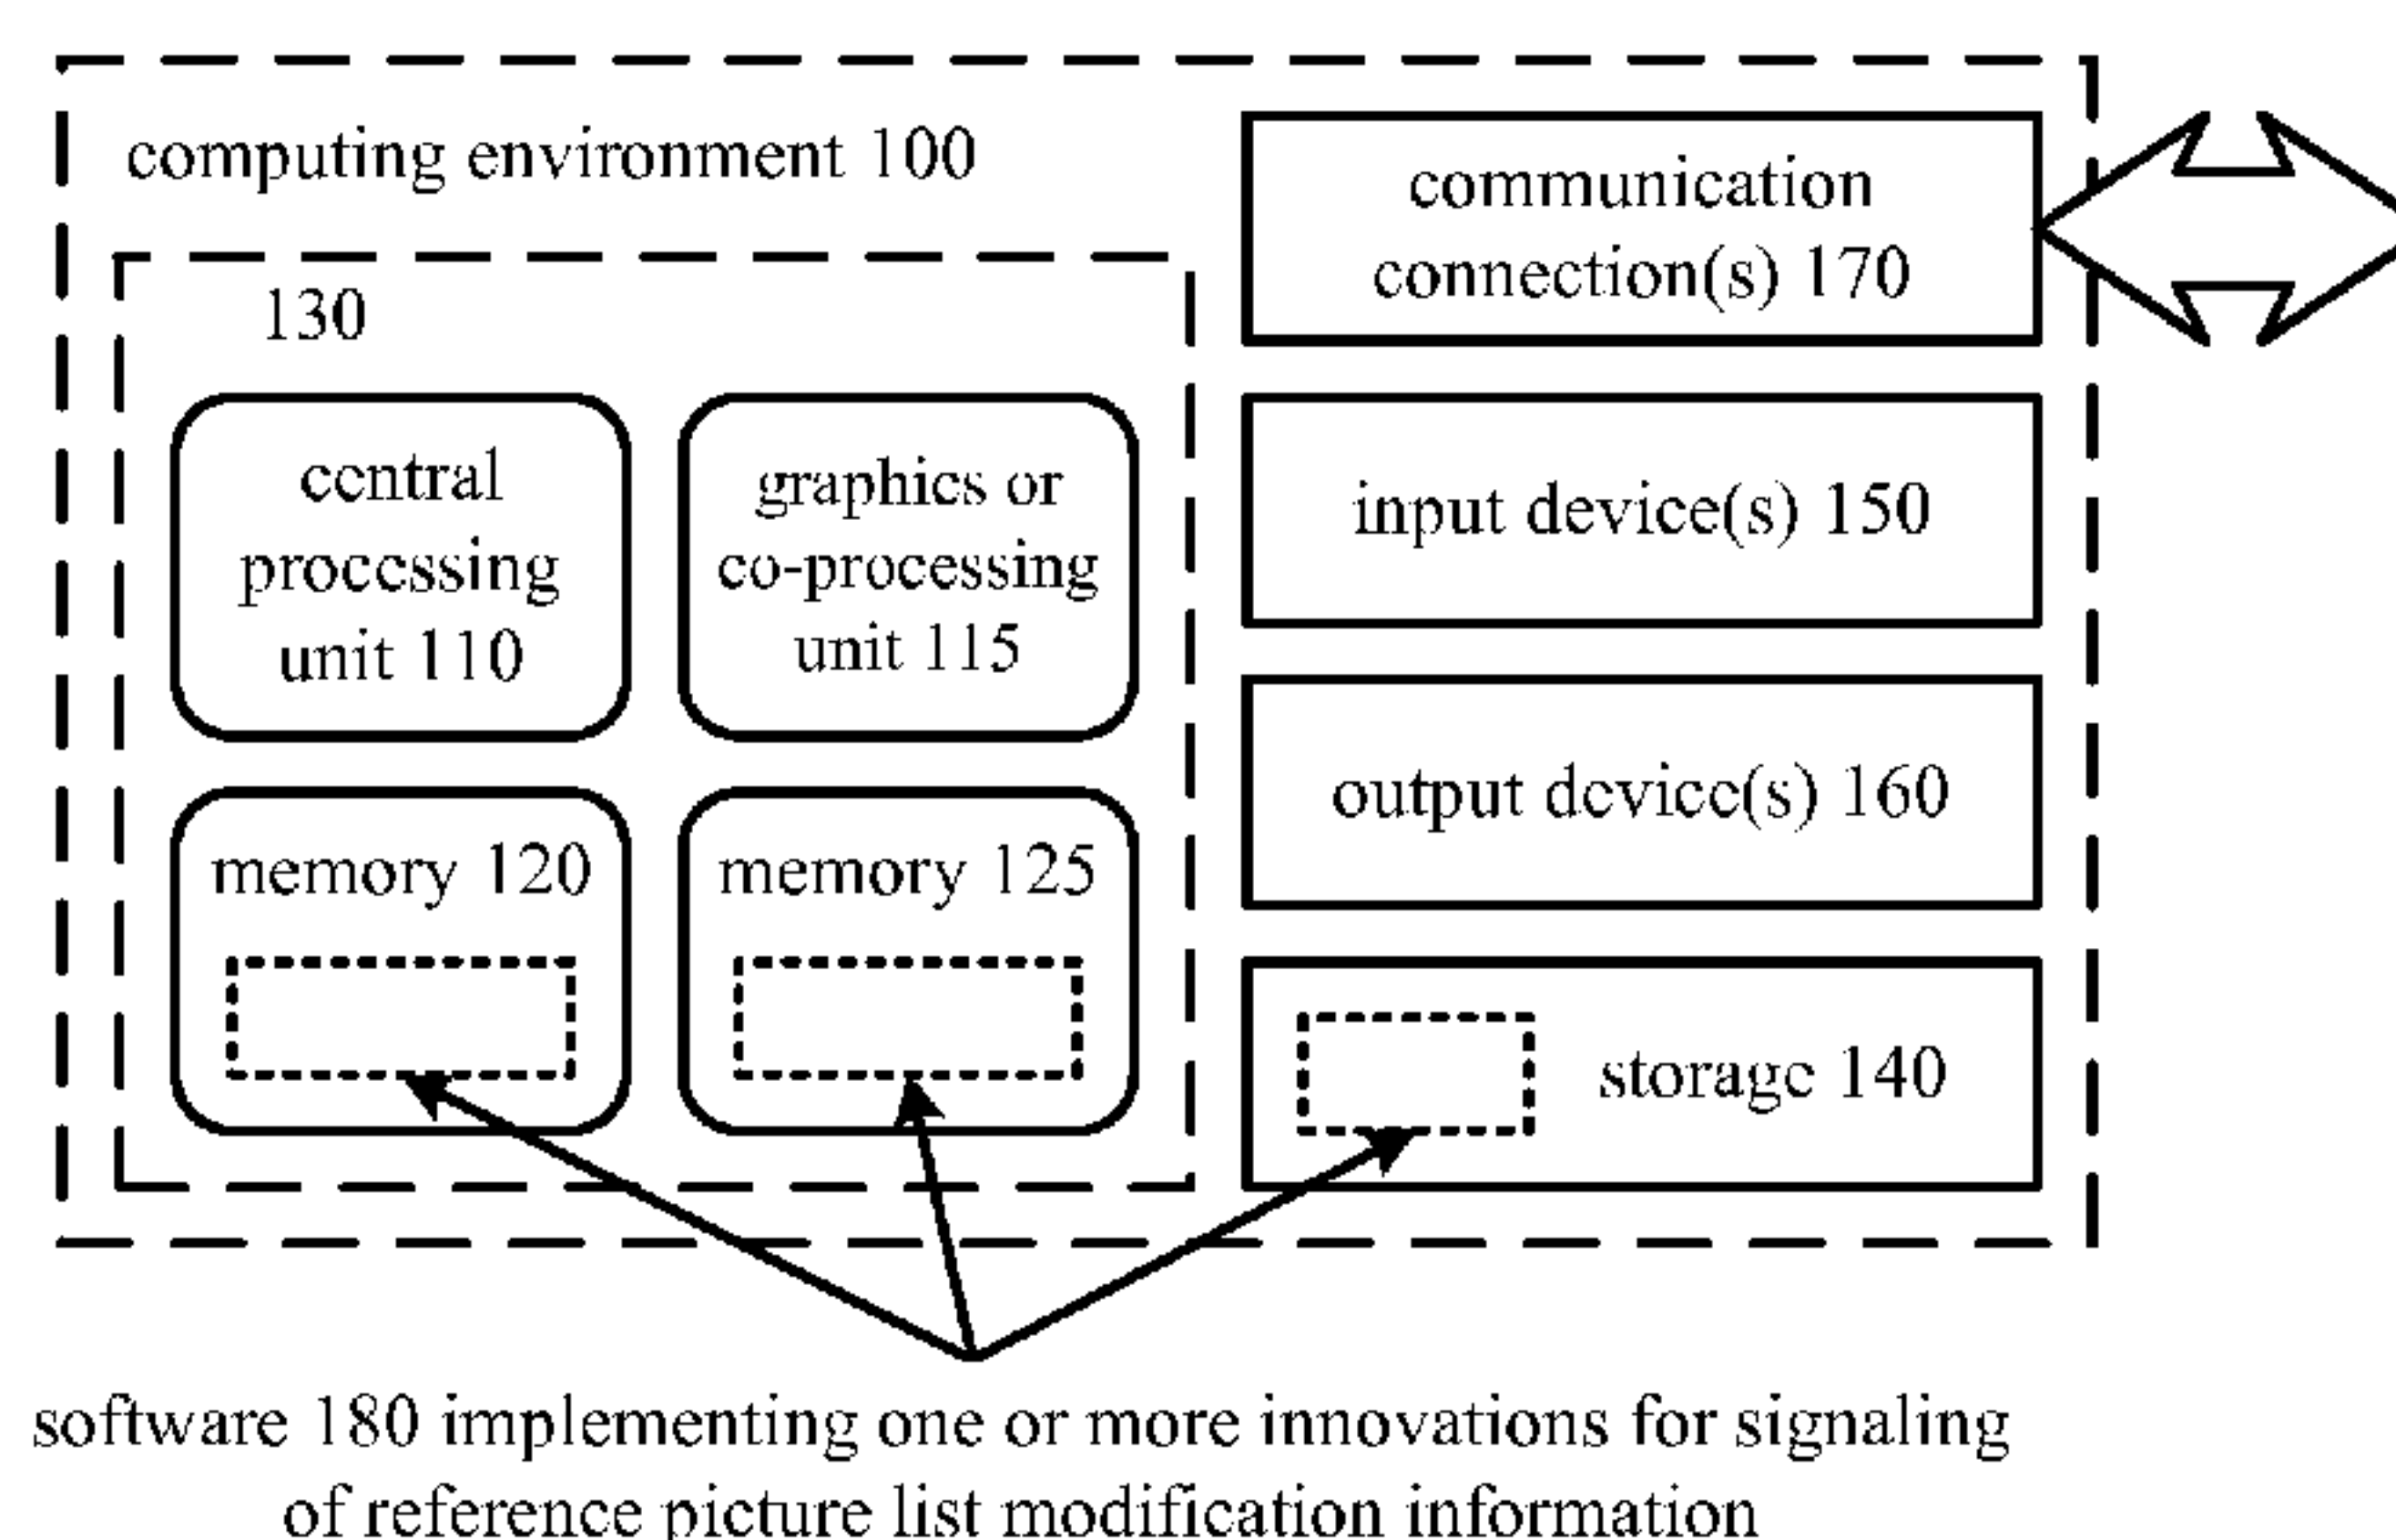 computing environment 100
130
central
processing
unit 110
graphics or
co-processing
unit 115
memory 120
memory 125
communication
connection(s) 170
input device(s) 150
output device(s) 160
storage 140
software 180 implementing one or more innovations for signaling
of reference picture list modification information